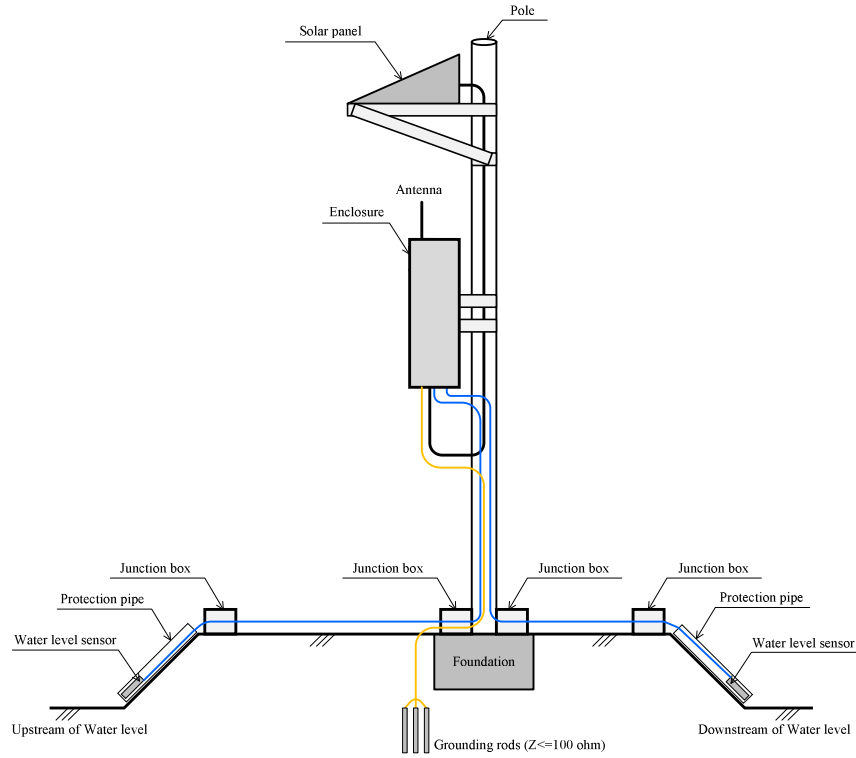 Pole
Solar panel
Antenna
Enclosure
Junction box
Junction box
Junction box
Junction box
Protection pipe
Protection pipe
Water level sensor
Water level sensor
Foundation
Upstream of Water level
Downstream of Water level
Grounding rods (Z<=100 ohm)